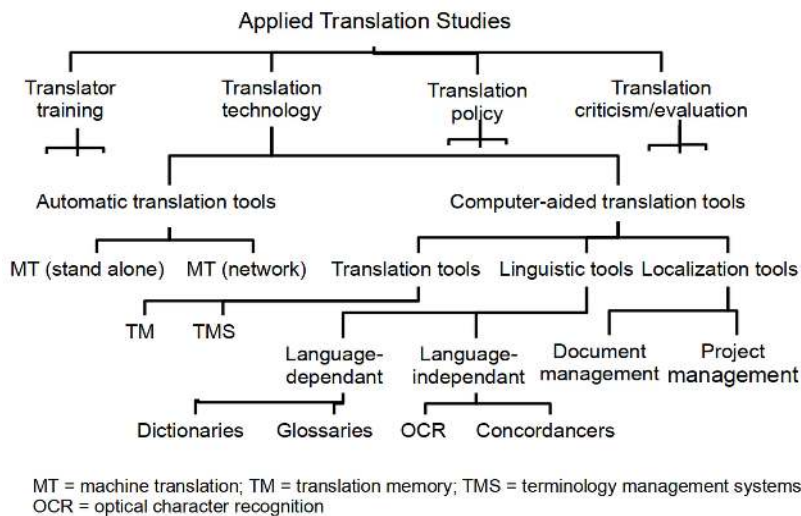 Applied Translation Studies
Translator
training
Translation
technology
Translation
policy
Translation
criticism/evaluation
Automatic translation tools
Computer-aided translation tools
MT (stand alone)
MT (network)
Translation tools
Linguistic tools
Localization tools
TM
TMS
Language-
dependant
Language-
independant
Document
management
Project
management
Dictionaries
Glossaries
OCR
Concordancers
MT = machine translation; TM = translation memory; TMS = terminology management systems
OCR = optical character recognition